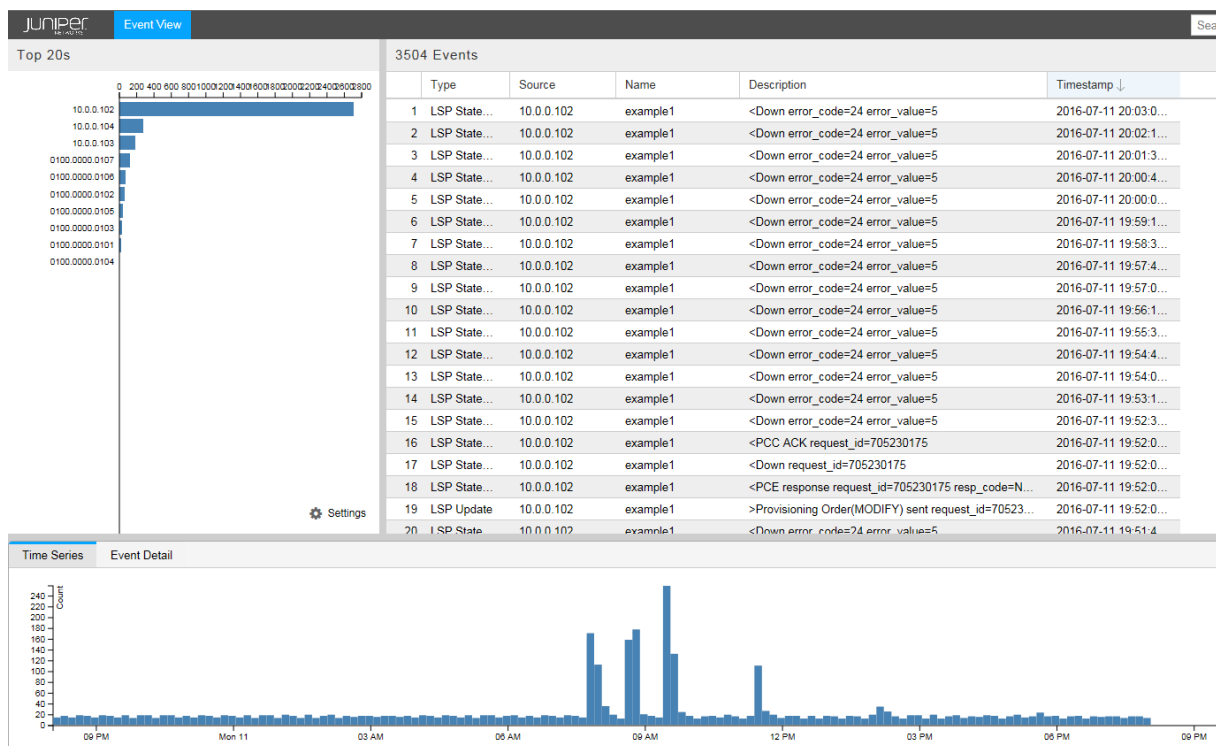 JUNIPER NETWORKS Event View Sea
Top 20s
3504 Events
0 200 400 600 800 1000 1200 1400 1600 1800 2000 2200 2400 2600 2800
10.0.0.102
10.0.0.104
10.0.0.103
0100.0000.0107
0100.0000.0106
0100.0000.0102
0100.0000.0105
0100.0000.0103
0100.0000.0101
0100.0000.0104
Settings
Type Source Name Description Timestamp
1 LSP State... 10.0.0.102 example1 <Down error_code=24 error_value=5 2016-07-11 20:03:0...
2 LSP State... 10.0.0.102 example1 <Down error_code=24 error_value=5 2016-07-11 20:02:1...
3 LSP State... 10.0.0.102 example1 <Down error_code=24 error_value=5 2016-07-11 20:01:3...
4 LSP State... 10.0.0.102 example1 <Down error_code=24 error_value=5 2016-07-11 20:00:4...
5 LSP State... 10.0.0.102 example1 <Down error_code=24 error_value=5 2016-07-11 20:00:0...
6 LSP State... 10.0.0.102 example1 <Down error_code=24 error_value=5 2016-07-11 19:59:1...
7 LSP State... 10.0.0.102 example1 <Down error_code=24 error_value=5 2016-07-11 19:58:3...
8 LSP State... 10.0.0.102 example1 <Down error_code=24 error_value=5 2016-07-11 19:57:4...
9 LSP State... 10.0.0.102 example1 <Down error_code=24 error_value=5 2016-07-11 19:57:0...
10 LSP State... 10.0.0.102 example1 <Down error_code=24 error_value=5 2016-07-11 19:56:1...
11 LSP State... 10.0.0.102 example1 <Down error_code=24 error_value=5 2016-07-11 19:55:3...
12 LSP State... 10.0.0.102 example1 <Down error_code=24 error_value=5 2016-07-11 19:54:4...
13 LSP State... 10.0.0.102 example1 <Down error_code=24 error_value=5 2016-07-11 19:54:0...
14 LSP State... 10.0.0.102 example1 <Down error_code=24 error_value=5 2016-07-11 19:53:1...
15 LSP State... 10.0.0.102 example1 <Down error_code=24 error_value=5 2016-07-11 19:52:3...
16 LSP State... 10.0.0.102 example1 <PCC ACK request_id=705230175 2016-07-11 19:52:0...
17 LSP State... 10.0.0.102 example1 <Down request_id=705230175 2016-07-11 19:52:0...
18 LSP State... 10.0.0.102 example1 <PCE response request_id=705230175 resp_code=N... 2016-07-11 19:52:0...
19 LSP Update 10.0.0.102 example1 >Provisioning Order(MODIFY) sent request_id=70523... 2016-07-11 19:52:0...
20 LSP State... 10.0.0.102 example1 <Down error_code=24 error_value=5 2016-07-11 19:51:4...
Time Series Event Detail
Count
240
220
200
180
160
140
120
100
80
60
40
20
0
09 PM Mon 11 03 AM 06 AM 09 AM 12 PM 03 PM 06 PM 09 PM